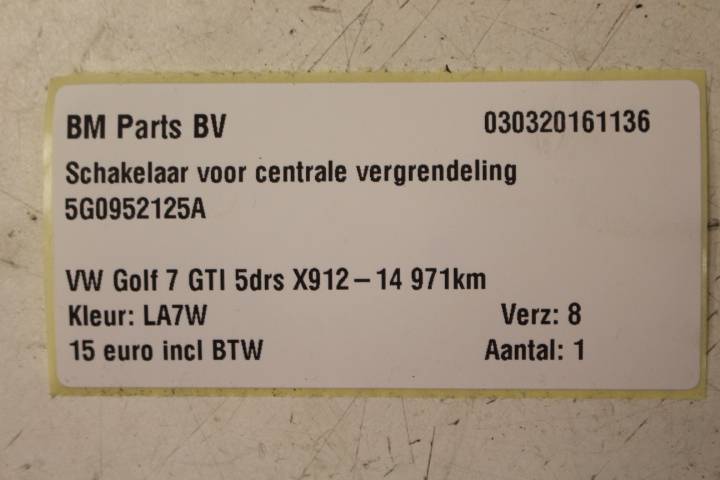 BM Parts BV 030320161136
Schakelaar voor centrale vergrendeling
5G0952125A
VW Golf 7 GTI 5drs X912-14 971km
Kleur: LA7W Verz: 8
15 euro incl BTW Aantal: 1